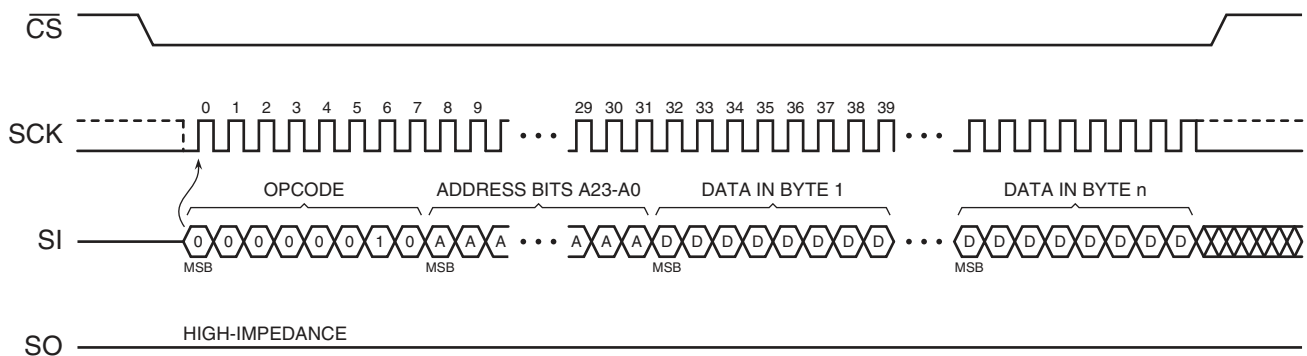 CS
0 1 2 3 4 5 6 7 8 9 29 30 31 32 33 34 35 36 37 38 39
SCK
OPCODE ADDRESS BITS A23-A0 DATA IN BYTE 1 DATA IN BYTE n
SI 0 0 0 0 0 0 1 0 A A A A A A D D D D D D D D D D D D D D D D
MSB MSB MSB MSB
HIGH-IMPEDANCE
SO